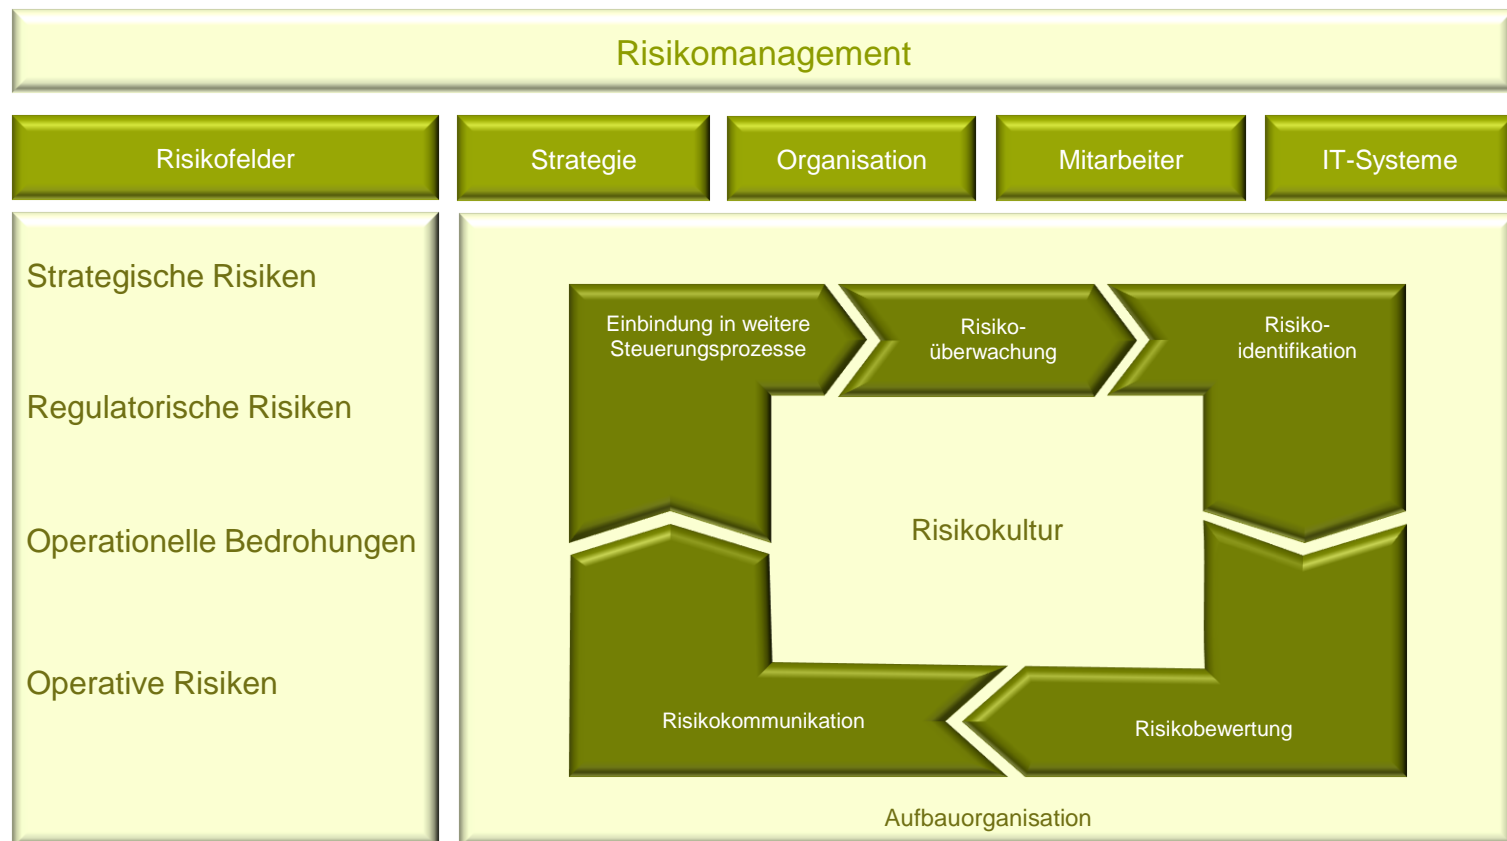 Risikomanagement
Risikofelder
Strategie
Organisation
Mitarbeiter
IT-Systeme
Strategische Risiken
Regulatorische Risiken
Operationelle Bedrohungen
Operative Risiken
Einbindung in weitere
Steuerungsprozesse
Risiko-
überwachung
Risiko-
identifikation
Risikokultur
Risikokommunikation
Risikobewertung
Aufbauorganisation